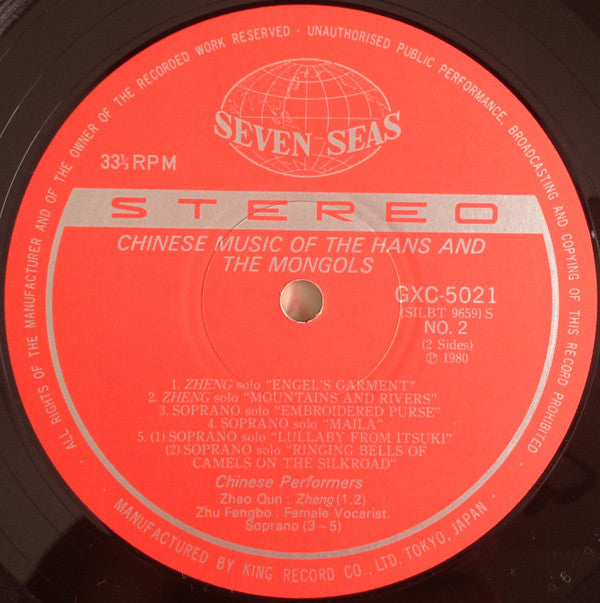 ALL RIGHTS OF THE MANUFACTURER AND OF THE OWNER OF THE RECORDED WORK RESERVED · UNAUTHORISED PUBLIC PERFORMANCE, BROADCASTING AND COPYING OF THIS RECORD PROHIBITED ·
SEVEN SEAS
33⅓ RPM
STEREO
CHINESE MUSIC OF THE HANS AND
THE MONGOLS
GXC-5021
(SILBT 9659) S
NO. 2
(2 Sides)
Ⓟ 1980
1. ZHENG solo "ENGEL'S GARMENT"
2. ZHENG solo "MOUNTAINS AND RIVERS"
3. SOPRANO solo "EMBROIDERED PURSE"
4. SOPRANO solo "MAILA"
5. (1) SOPRANO solo "LULLABY FROM ITSUKI"
(2) SOPRANO solo "RINGING BELLS OF
CAMELS ON THE SILKROAD"
Chinese Performers
Zhao Qun : Zheng (1.2)
Zhu Fengbo : Female Vocarist.
Soprano (3~5)
MANUFACTURED BY KING RECORD CO., LTD. TOKYO, JAPAN